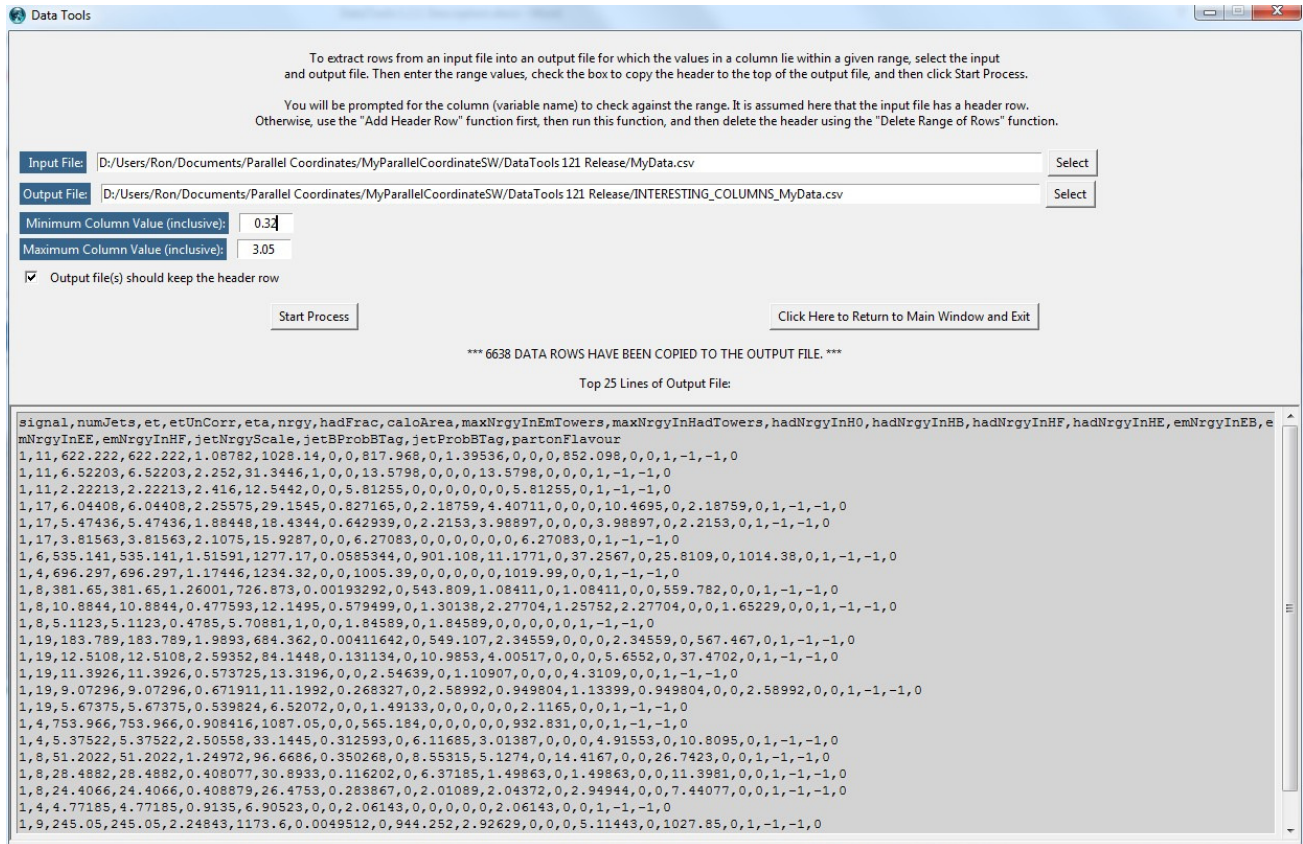 Data Tools
To extract rows from an input file into an output file for which the values in a column lie within a given range, select the input
and output file. Then enter the range values, check the box to copy the header to the top of the output file, and then click Start Process.
You will be prompted for the column (variable name) to check against the range. It is assumed here that the input file has a header row.
Otherwise, use the "Add Header Row" function first, then run this function, and then delete the header using the "Delete Range of Rows" function.
Input File: D:/Users/Ron/Documents/Parallel Coordinates/MyParallelCoordinateSW/DataTools 121 Release/MyData.csv Select
Output File: D:/Users/Ron/Documents/Parallel Coordinates/MyParallelCoordinateSW/DataTools 121 Release/INTERESTING_COLUMNS_MyData.csv Select
Minimum Column Value (inclusive): 0.32
Maximum Column Value (inclusive): 3.05
Output file(s) should keep the header row
Start Process Click Here to Return to Main Window and Exit
*** 6638 DATA ROWS HAVE BEEN COPIED TO THE OUTPUT FILE. ***
Top 25 Lines of Output File:
signal,numJets,et,etUnCorr,eta,nrgy,hadFrac,caloArea,maxNrgyInEmTowers,maxNrgyInHadTowers,hadNrgyInH0,hadNrgyInHB,hadNrgyInHF,hadNrgyInHE,emNrgyInEB,e
mNrgyInEE,emNrgyInHF,jetNrgyScale,jetBProbBTag,jetProbBTag,partonFlavour
1,11,622.222,622.222,1.08782,1028.14,0,0,817.968,0,1.39536,0,0,0,852.098,0,0,1,-1,-1,0
1,11,6.52203,6.52203,2.252,31.3446,1,0,0,13.5798,0,0,0,13.5798,0,0,0,1,-1,-1,0
1,11,2.22213,2.22213,2.416,12.5442,0,0,5.81255,0,0,0,0,0,0,5.81255,0,1,-1,-1,0
1,17,6.04408,6.04408,2.25575,29.1545,0.827165,0,2.18759,4.40711,0,0,0,10.4695,0,2.18759,0,1,-1,-1,0
1,17,5.47436,5.47436,1.88448,18.4344,0.642939,0,2.2153,3.98897,0,0,0,3.98897,0,2.2153,0,1,-1,-1,0
1,17,3.81563,3.81563,2.1075,15.9287,0,0,6.27083,0,0,0,0,0,0,6.27083,0,1,-1,-1,0
1,6,535.141,535.141,1.51591,1277.17,0.0585344,0,901.108,11.1771,0,37.2567,0,25.8109,0,1014.38,0,1,-1,-1,0
1,4,696.297,696.297,1.17446,1234.32,0,0,1005.39,0,0,0,0,0,1019.99,0,0,1,-1,-1,0
1,8,381.65,381.65,1.26001,726.873,0.00193292,0,543.809,1.08411,0,1.08411,0,0,559.782,0,0,1,-1,-1,0
1,8,10.8844,10.8844,0.477593,12.1495,0.579499,0,1.30138,2.27704,1.25752,2.27704,0,0,1.65229,0,0,1,-1,-1,0
1,8,5.1123,5.1123,0.4785,5.70881,1,0,0,1.84589,0,1.84589,0,0,0,0,0,1,-1,-1,0
1,19,183.789,183.789,1.9893,684.362,0.00411642,0,549.107,2.34559,0,0,0,2.34559,0,567.467,0,1,-1,-1,0
1,19,12.5108,12.5108,2.59352,84.1448,0.131134,0,10.9853,4.00517,0,0,0,5.6552,0,37.4702,0,1,-1,-1,0
1,19,11.3926,11.3926,0.573725,13.3196,0,0,2.54639,0,1.10907,0,0,0,4.3109,0,0,1,-1,-1,0
1,19,9.07296,9.07296,0.671911,11.1992,0.268327,0,2.58992,0.949804,1.13399,0.949804,0,0,2.58992,0,0,1,-1,-1,0
1,19,5.67375,5.67375,0.539824,6.52072,0,0,1.49133,0,0,0,0,0,2.1165,0,0,1,-1,-1,0
1,4,753.966,753.966,0.908416,1087.05,0,0,565.184,0,0,0,0,0,932.831,0,0,1,-1,-1,0
1,4,5.37522,5.37522,2.50558,33.1445,0.312593,0,6.11685,3.01387,0,0,0,4.91553,0,10.8095,0,1,-1,-1,0
1,8,51.2022,51.2022,1.24972,96.6686,0.350268,0,8.55315,5.1274,0,14.4167,0,0,26.7423,0,0,1,-1,-1,0
1,8,28.4882,28.4882,0.408077,30.8933,0.116202,0,6.37185,1.49863,0,1.49863,0,0,11.3981,0,0,1,-1,-1,0
1,8,24.4066,24.4066,0.408879,26.4753,0.283867,0,2.01089,2.04372,0,2.94944,0,0,7.44077,0,0,1,-1,-1,0
1,4,4.77185,4.77185,0.9135,6.90523,0,0,2.06143,0,0,0,0,0,2.06143,0,0,1,-1,-1,0
1,9,245.05,245.05,2.24843,1173.6,0.0049512,0,944.252,2.92629,0,0,0,5.11443,0,1027.85,0,1,-1,-1,0